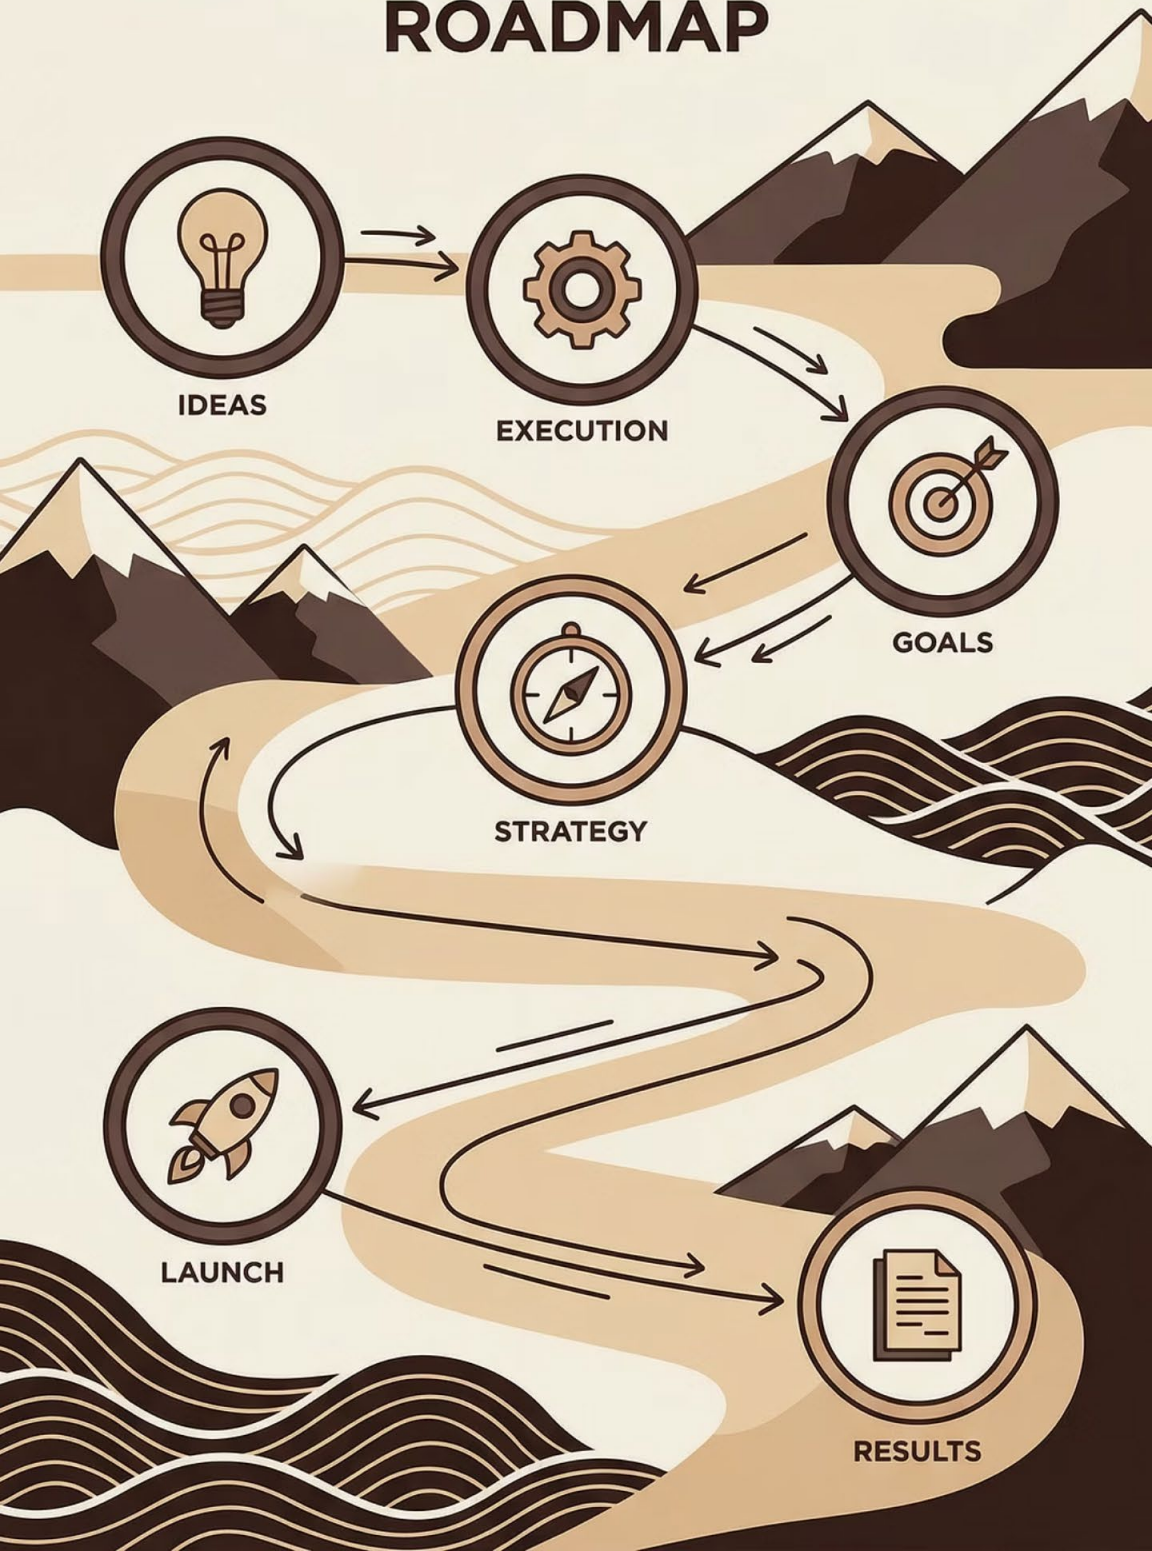 ROADMAP
IDEAS
EXECUTION
GOALS
STRATEGY
LAUNCH
RESULTS